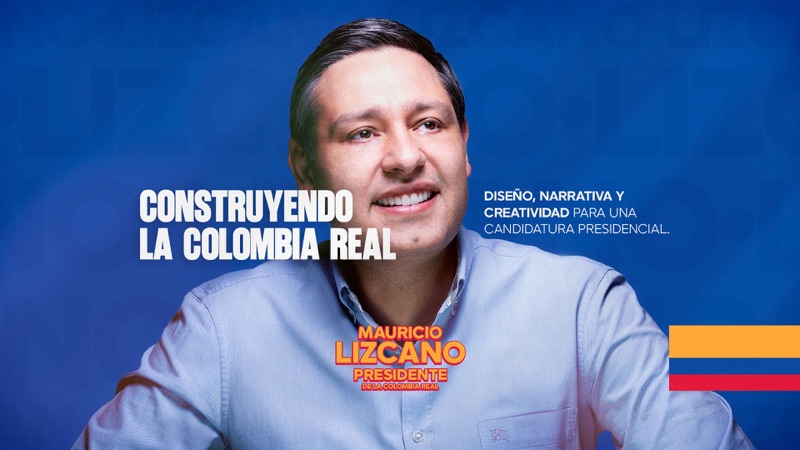 CONSTRUYENDO
LA COLOMBIA REAL
DISEÑO, NARRATIVA Y
CREATIVIDAD PARA UNA
CANDIDATURA PRESIDENCIAL.
MAURICIO
LIZCANO
PRESIDENTE
DE LA COLOMBIA REAL